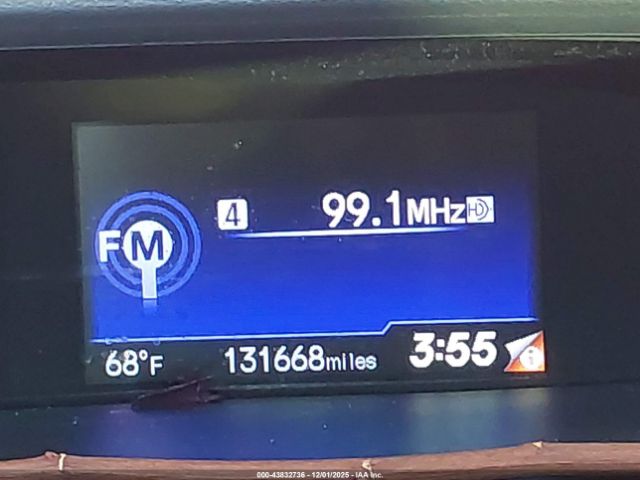 4 99.1MHz HD
FM
68°F 131668miles 3:55 i
000-43832736 - 12/01/2025 - IAA Inc.